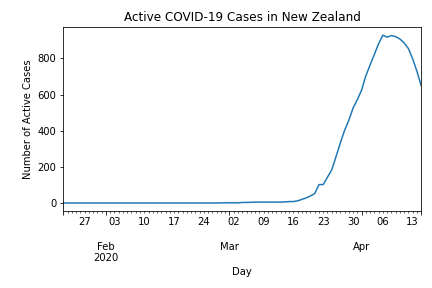 Active COVID-19 Cases in New Zealand
Number of Active Cases
800
600
400
200
0
27 03 10 17 24 02 09 16 23 30 06 13
Feb Mar Apr
2020
Day